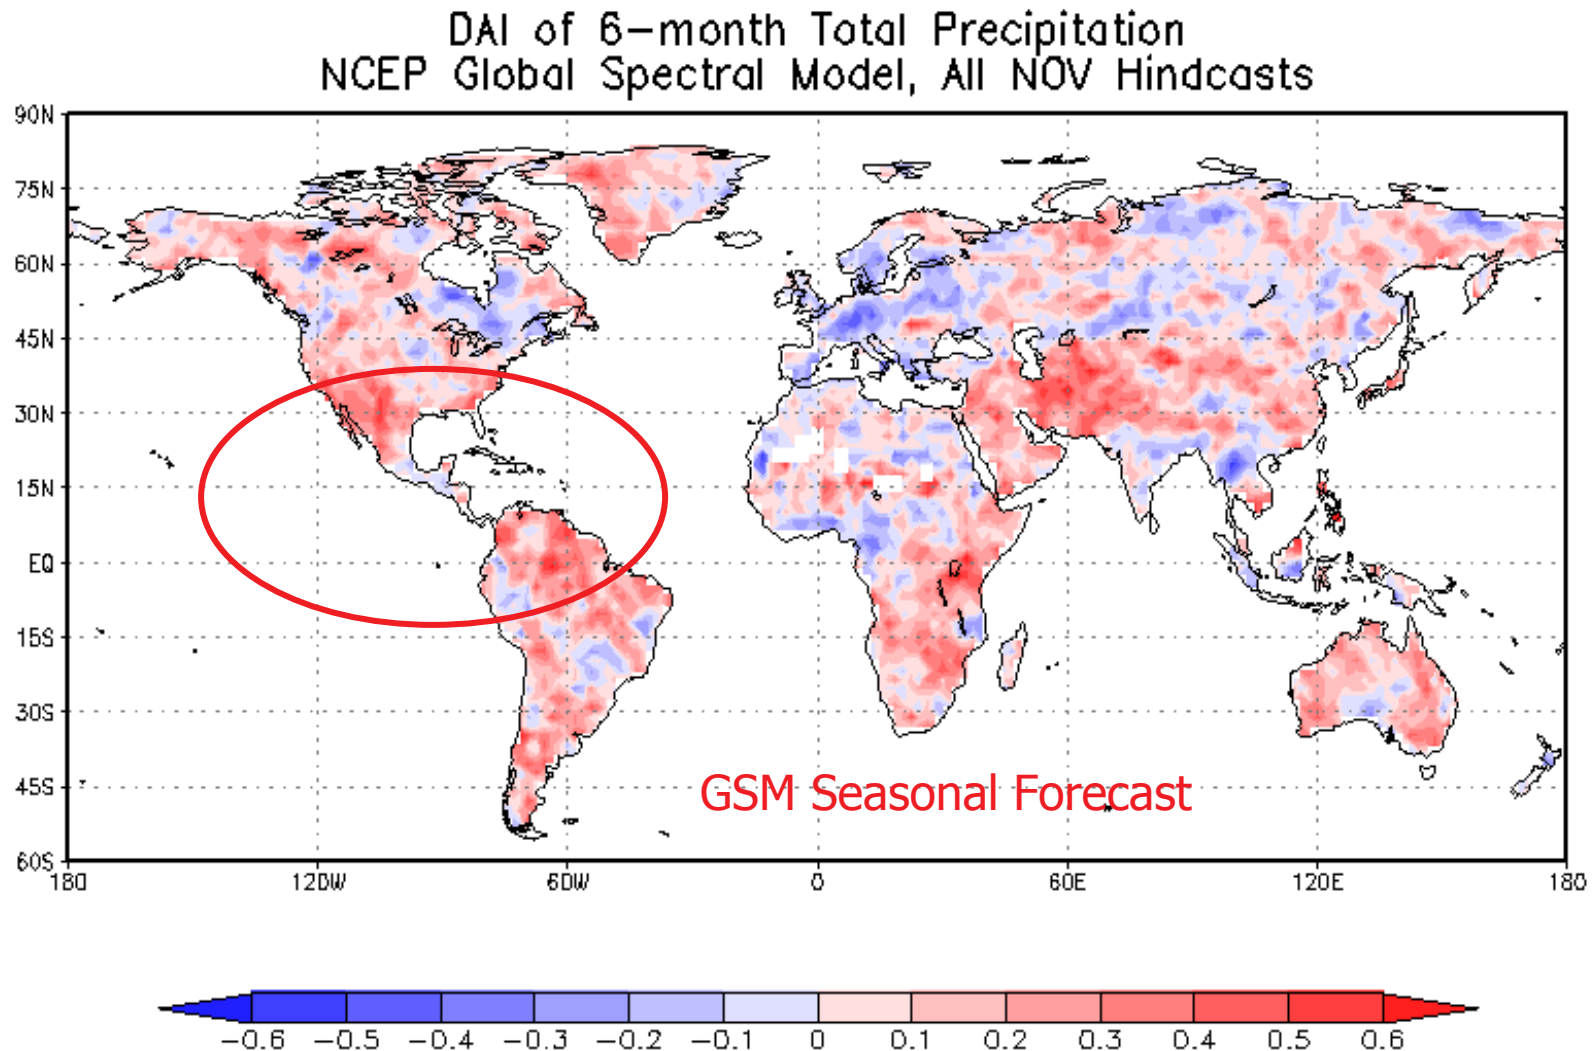 DAI of 6-month Total Precipitation
NCEP Global Spectral Model, All NOV Hindcasts
90N
75N
60N
45N
30N
15N
EQ
15S
30S
45S
60S
GSM Seasonal Forecast
180 120W 60W 0 60E 120E 180
-0.6 -0.5 -0.4 -0.3 -0.2 -0.1 0 0.1 0.2 0.3 0.4 0.5 0.6